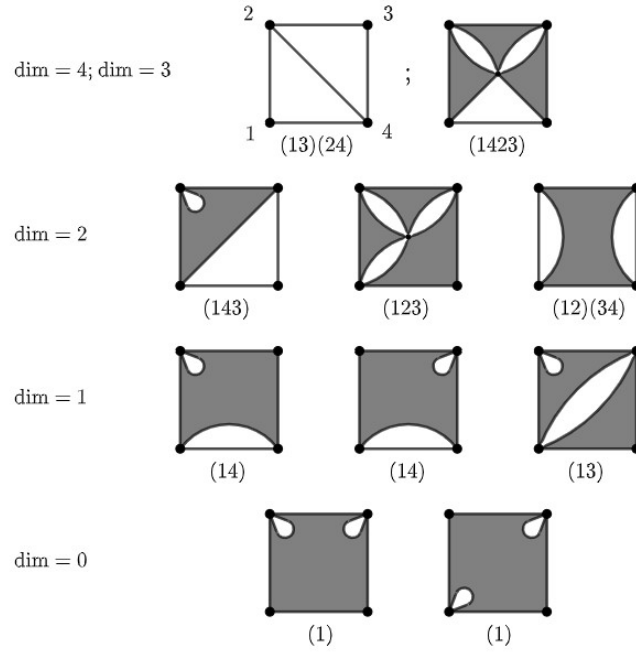 2 3
dim = 4; dim = 3 ;
1 4
(13)(24) (1423)
dim = 2
(143) (123) (12)(34)
dim = 1
(14) (14) (13)
dim = 0
(1) (1)